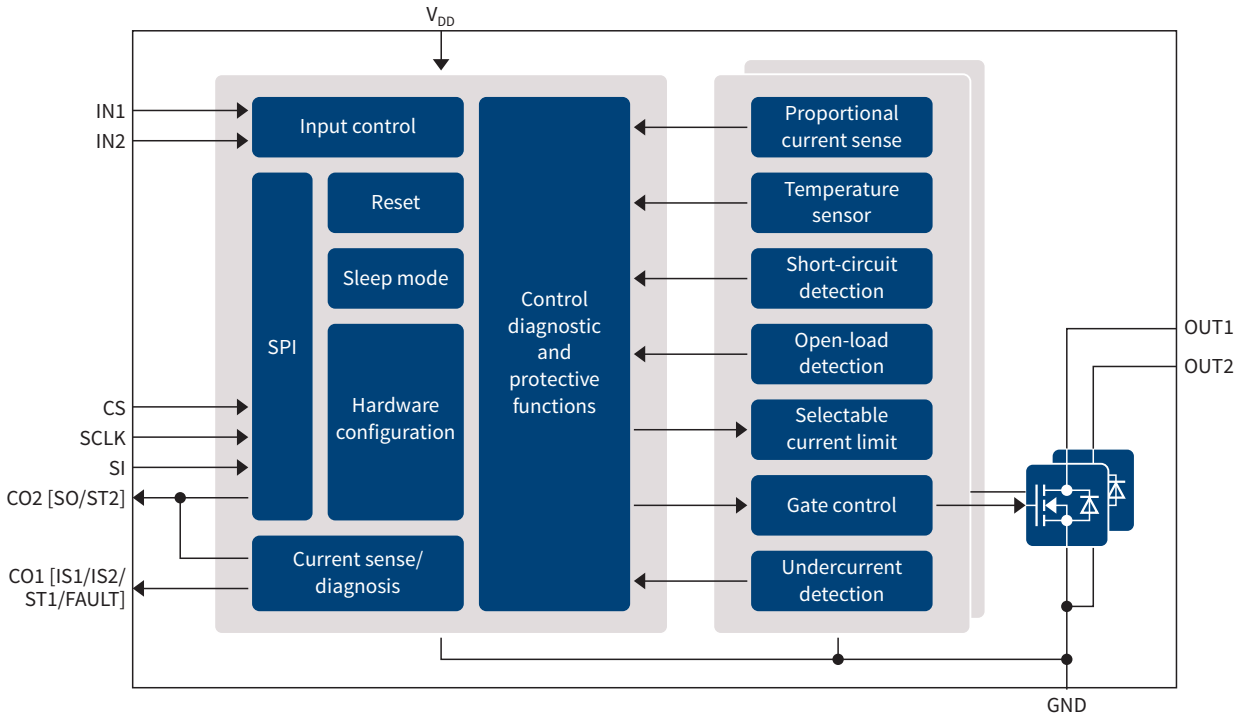 VDD
IN1
IN2
CS
SCLK
SI
CO2 [SO/ST2]
CO1 [IS1/IS2/
ST1/FAULT]
Input control
SPI
Reset
Sleep mode
Hardware
configuration
Current sense/
diagnosis
Control
diagnostic
and
protective
functions
Proportional
current sense
Temperature
sensor
Short-circuit
detection
Open-load
detection
Selectable
current limit
Gate control
Undercurrent
detection
OUT1
OUT2
GND